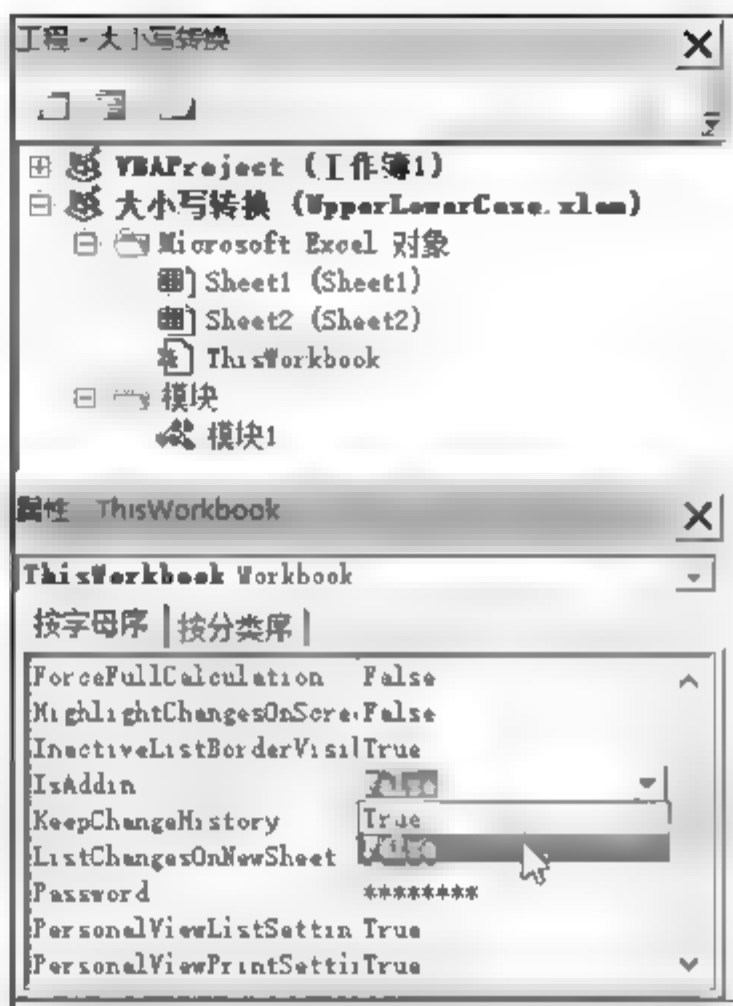 工程 - 大小写转换
VBAProject (工作簿1)
大小写转换 (UpperLowerCase.xlam)
Microsoft Excel 对象
Sheet1 (Sheet1)
Sheet2 (Sheet2)
ThisWorkbook
模块
模块1
属性 ThisWorkbook
ThisWorkbook Workbook
按字母序 按分类序
ForceFullCalculation False
HighlightChangesOnScre False
InactiveListBorderVisil True
IsAddin False
KeepChangeHistory True
ListChangesOnNewSheet False
Password ********
PersonalViewListSettin True
PersonalViewPrintSetti True